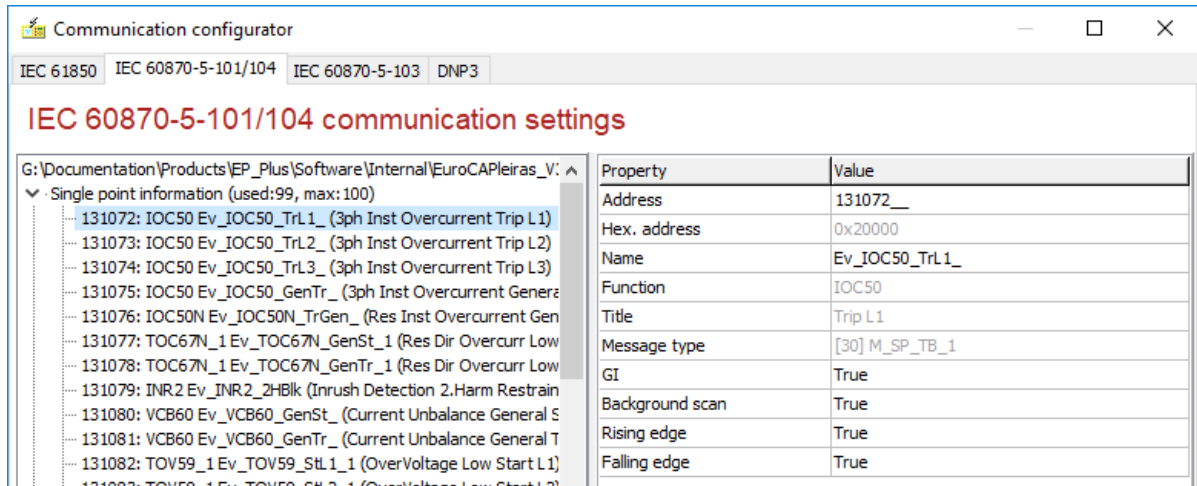 Communication configurator
IEC 61850 IEC 60870-5-101/104 IEC 60870-5-103 DNP3
IEC 60870-5-101/104 communication settings
G:\Documentation\Products\EP_Plus\Software\Internal\EuroCAPleiras_V
Single point information (used:99, max:100)
131072: IOC50 Ev_IOC50_TrL1_ (3ph Inst Overcurrent Trip L1)
131073: IOC50 Ev_IOC50_TrL2_ (3ph Inst Overcurrent Trip L2)
131074: IOC50 Ev_IOC50_TrL3_ (3ph Inst Overcurrent Trip L3)
131075: IOC50 Ev_IOC50_GenTr_ (3ph Inst Overcurrent Genera
131076: IOC50N Ev_IOC50N_TrGen_ (Res Inst Overcurrent Gen
131077: TOC67N_1 Ev_TOC67N_GenSt_1 (Res Dir Overcurr Low
131078: TOC67N_1 Ev_TOC67N_GenTr_1 (Res Dir Overcurr Low
131079: INR2 Ev_INR2_2HBlk (Inrush Detection 2.Harm Restrain
131080: VCB60 Ev_VCB60_GenSt_ (Current Unbalance General S
131081: VCB60 Ev_VCB60_GenTr_ (Current Unbalance General T
131082: TOV59_1 Ev_TOV59_StL1_1 (OverVoltage Low Start L1)
131083: TOV59_1 Ev_TOV59_StL2_1 (OverVoltage Low Start L2)
Property Value
Address 131072__
Hex. address 0x20000
Name Ev_IOC50_TrL1_
Function IOC50
Title Trip L1
Message type [30] M_SP_TB_1
GI True
Background scan True
Rising edge True
Falling edge True